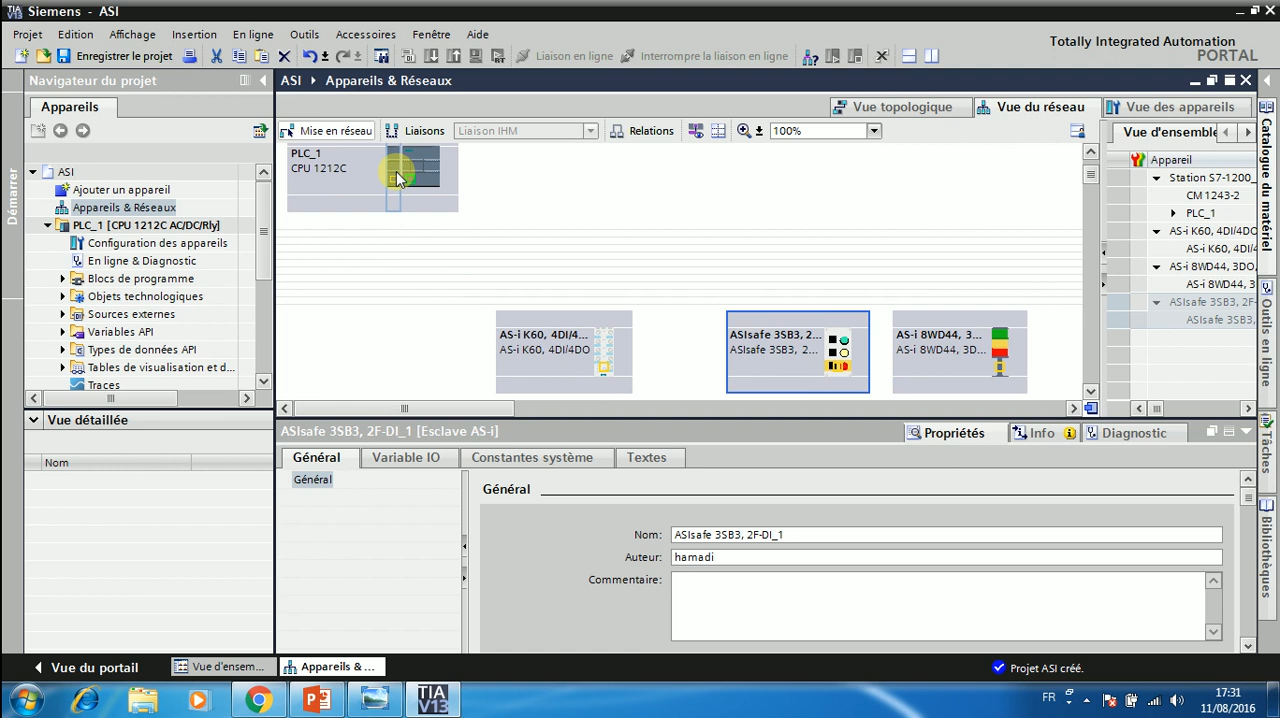 Siemens - ASI
TIA V13
Projet Edition Affichage Insertion En ligne Outils Accessoires Fenêtre Aide
Totally Integrated Automation
PORTAL
Enregistrer le projet
Liaison en ligne
Interrompre la liaison en ligne
Navigateur du projet
ASI Appareils & Réseaux
Appareils
Vue topologique
Vue du réseau
Vue des appareils
Mise en réseau
Liaisons
Liaison IHM
Relations
100%
Vue d'ensemble
Démarrer
ASI
Ajouter un appareil
Appareils & Réseaux
PLC_1 [CPU 1212C AC/DC/Rly]
Configuration des appareils
En ligne & Diagnostic
Blocs de programme
Objets technologiques
Sources externes
Variables API
Types de données API
Tables de visualisation et d...
Traces
PLC_1
CPU 1212C
AS-i K60, 4DI/4...
AS-i K60, 4DI/4DO
ASIsafe 3SB3, 2...
ASIsafe 3SB3, 2...
AS-i 8WD44, 3...
AS-i 8WD44, 3D...
Appareil
Station S7-1200_
CM 1243-2
PLC_1
AS-i K60, 4DI/4DO
AS-i K60, 4DI
AS-i 8WD44, 3DO,
AS-i 8WD44, 3
ASIsafe 3SB3, 2F-
ASIsafe 3SB3,
Catalogue du matériel
Outils en ligne
Tâches
Bibliothèques
Vue détaillée
Nom
ASIsafe 3SB3, 2F-DI_1 [Esclave AS-i]
Propriétés
Info
Diagnostic
Général
Variable IO
Constantes système
Textes
Général
Général
Nom: ASIsafe 3SB3, 2F-DI_1
Auteur: hamadi
Commentaire:
Vue du portail
Vue d'ensem...
Appareils & ...
Projet ASI créé.
TIA V13
FR
17:31
11/08/2016